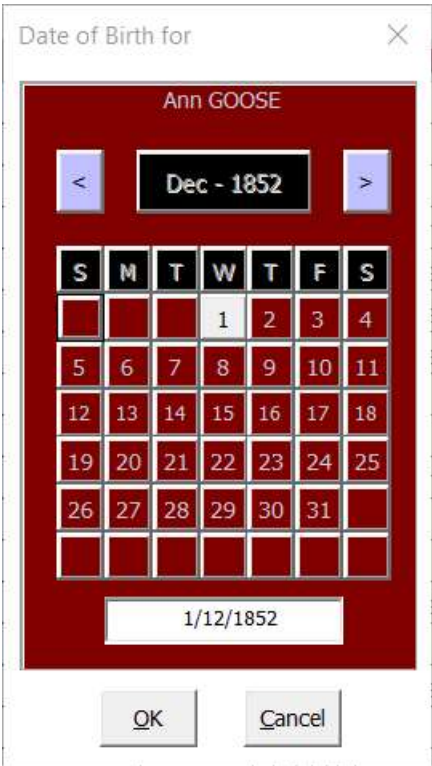 Date of Birth for
Ann GOOSE
< Dec - 1852 >
S M T W T F S
1 2 3 4
5 6 7 8 9 10 11
12 13 14 15 16 17 18
19 20 21 22 23 24 25
26 27 28 29 30 31
1/12/1852
OK Cancel